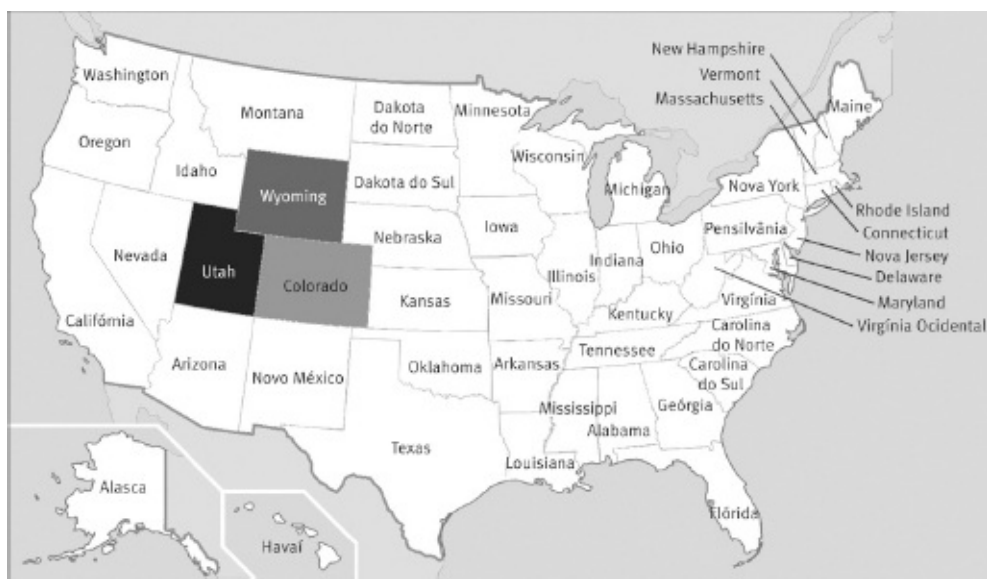 New Hampshire
Vermont
Massachusetts
Washington
Montana
Dakota
do Norte
Minnesota
Maine
Oregon
Idaho
Wisconsin
Wyoming
Dakota do Sul
Michigan
Nova York
Rhode Island
Connecticut
Nova Jersey
Delaware
Maryland
Virgínia Ocidental
Iowa
Nebraska
Pensilvânia
Ohio
Indiana
Illinois
Nevada
Utah
Colorado
Kansas
Missouri
Kentucky
Virgínia
Califórnia
Carolina
do Norte
Tennessee
Arizona
Novo México
Oklahoma
Arkansas
Carolina
do Sul
Mississippi
Alabama
Geórgia
Texas
Louisiana
Flórida
Alasca
Havaí